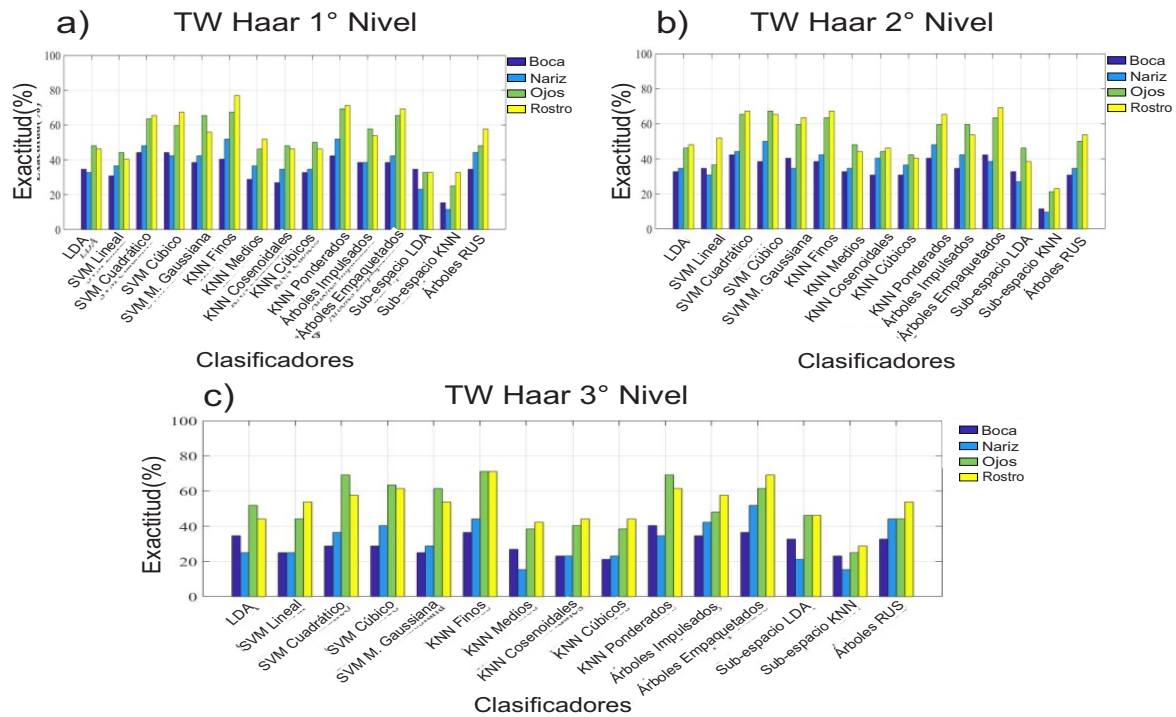 a)
TW Haar 1° Nivel
Exactitud(%)
100
80
60
40
20
0
Boca
Nariz
Ojos
Rostro
LDA
SVM Lineal
SVM Cuadrático
SVM Cúbico
SVM M. Gaussiana
KNN Finos
KNN Medios
KNN Cosenoidales
KNN Cúbicos
KNN Ponderados
Árboles Impulsados
Árboles Empaquetados
Sub-espacio LDA
Sub-espacio KNN
Árboles RUS
Clasificadores
b)
TW Haar 2° Nivel
Exactitud(%)
100
80
60
40
20
0
Boca
Nariz
Ojos
Rostro
LDA
SVM Lineal
SVM Cuadrático
SVM Cúbico
SVM M. Gaussiana
KNN Finos
KNN Medios
KNN Cosenoidales
KNN Cúbicos
KNN Ponderados
Árboles Impulsados
Árboles Empaquetados
Sub-espacio LDA
Sub-espacio KNN
Árboles RUS
Clasificadores
c)
TW Haar 3° Nivel
Exactitud(%)
100
80
60
40
20
0
Boca
Nariz
Ojos
Rostro
LDA
SVM Lineal
SVM Cuadrático
SVM Cúbico
SVM M. Gaussiana
KNN Finos
KNN Medios
KNN Cosenoidales
KNN Cúbicos
KNN Ponderados
Árboles Impulsados
Árboles Empaquetados
Sub-espacio LDA
Sub-espacio KNN
Árboles RUS
Clasificadores